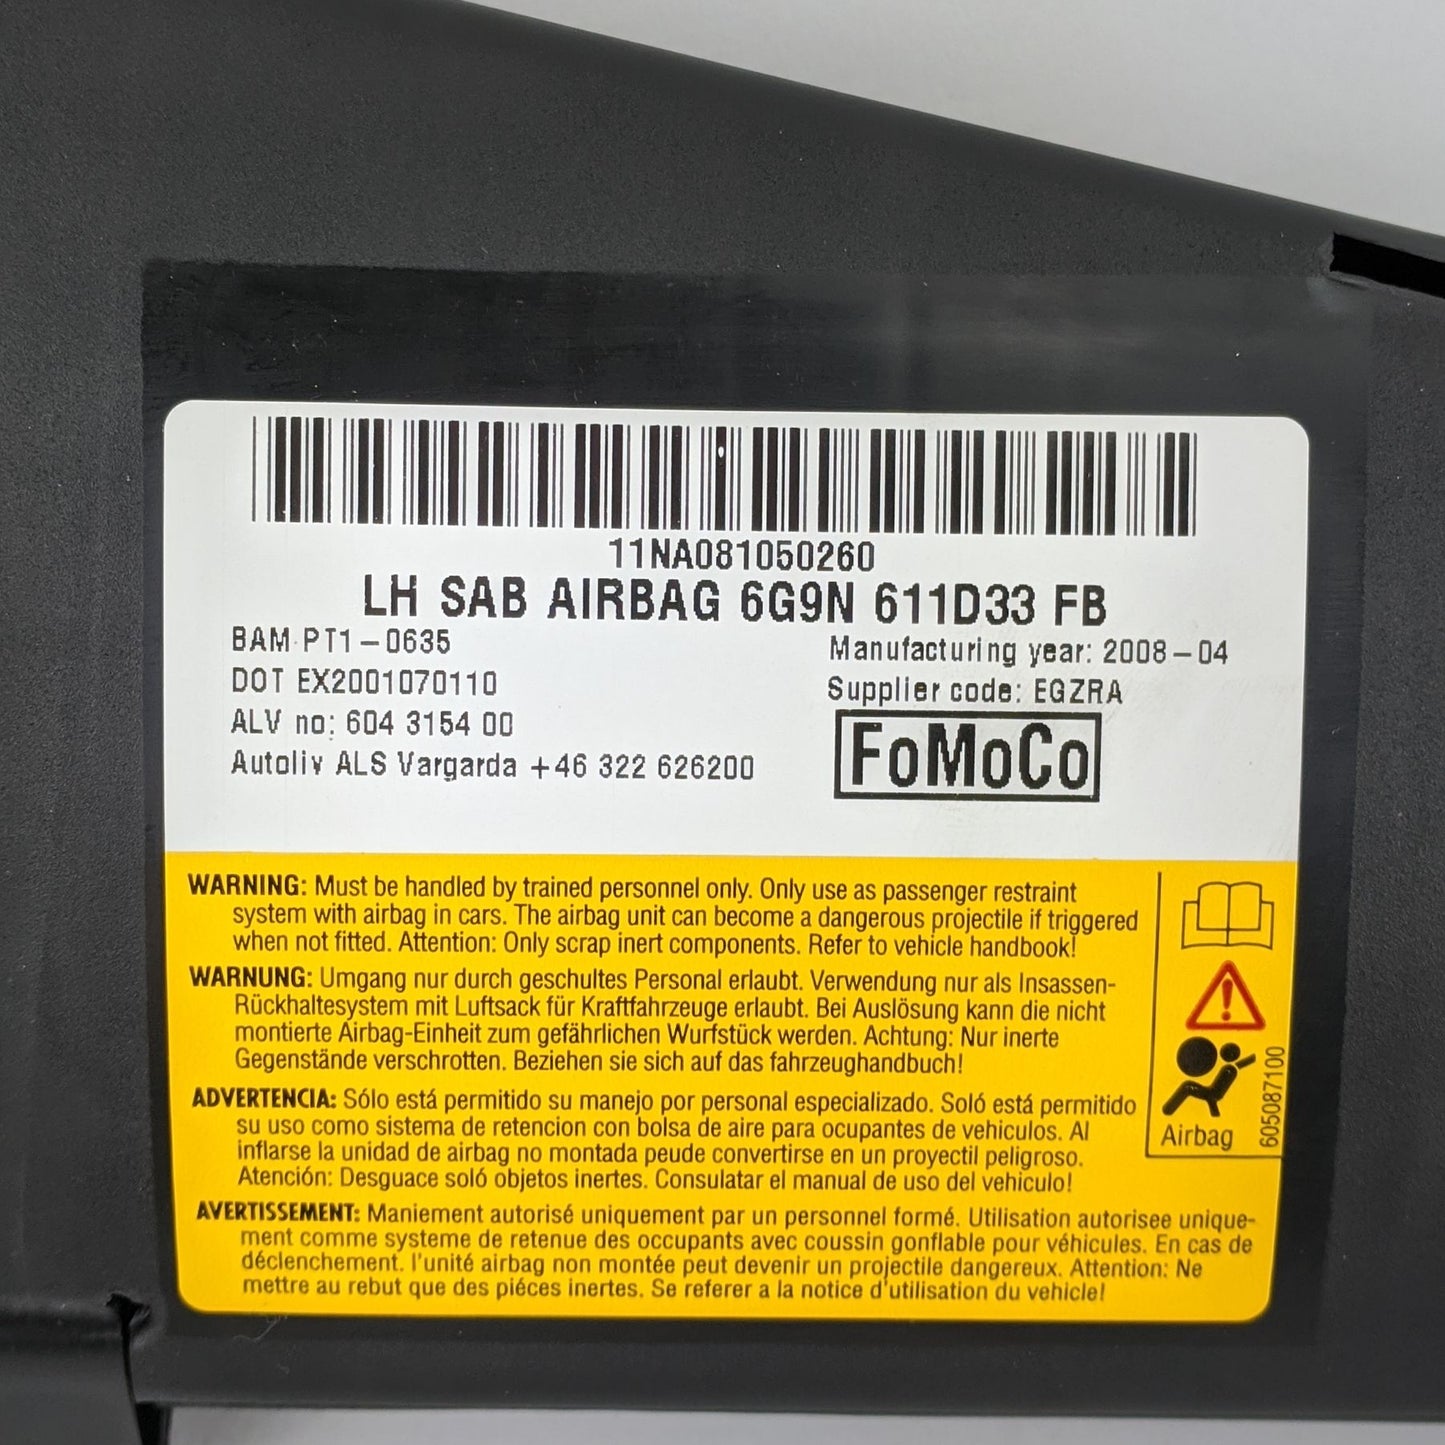 11NA081050260
LH SAB AIRBAG 6G9N 611D33 FB
BAM-PT1-0635
DOT EX2001070110
ALV no: 604 3154 00
Autoliv ALS Vargarda +46 322 626200
Manufacturing year: 2008-04
Supplier code: EGZRA
FoMoCo
WARNING: Must be handled by trained personnel only. Only use as passenger restraint
system with airbag in cars. The airbag unit can become a dangerous projectile if triggered
when not fitted. Attention: Only scrap inert components. Refer to vehicle handbook!
WARNUNG: Umgang nur durch geschultes Personal erlaubt. Verwendung nur als Insassen-
Rückhaltesystem mit Luftsack für Kraftfahrzeuge erlaubt. Bei Auslösung kann die nicht
montierte Airbag-Einheit zum gefährlichen Wurfstück werden. Achtung: Nur inerte
Gegenstände verschrotten. Beziehen sie sich auf das fahrzeughandbuch!
ADVERTENCIA: Sólo está permitido su manejo por personal especializado. Soló está permitido
su uso como sistema de retencion con bolsa de aire para ocupantes de vehiculos. Al
inflarse la unidad de airbag no montada peude convertirse en un proyectil peligroso.
Atención: Desguace soló objetos inertes. Consulatar el manual de uso del vehiculo!
AVERTISSEMENT: Maniement autorisé uniquement par un personnel formé. Utilisation autorisee unique-
ment comme systeme de retenue des occupants avec coussin gonflable pour véhicules. En cas de
déclenchement. l'unité airbag non montée peut devenir un projectile dangereux. Attention: Ne
mettre au rebut que des piéces inertes. Se referer a la notice d'utilisation du vehicle!
Airbag
605087100